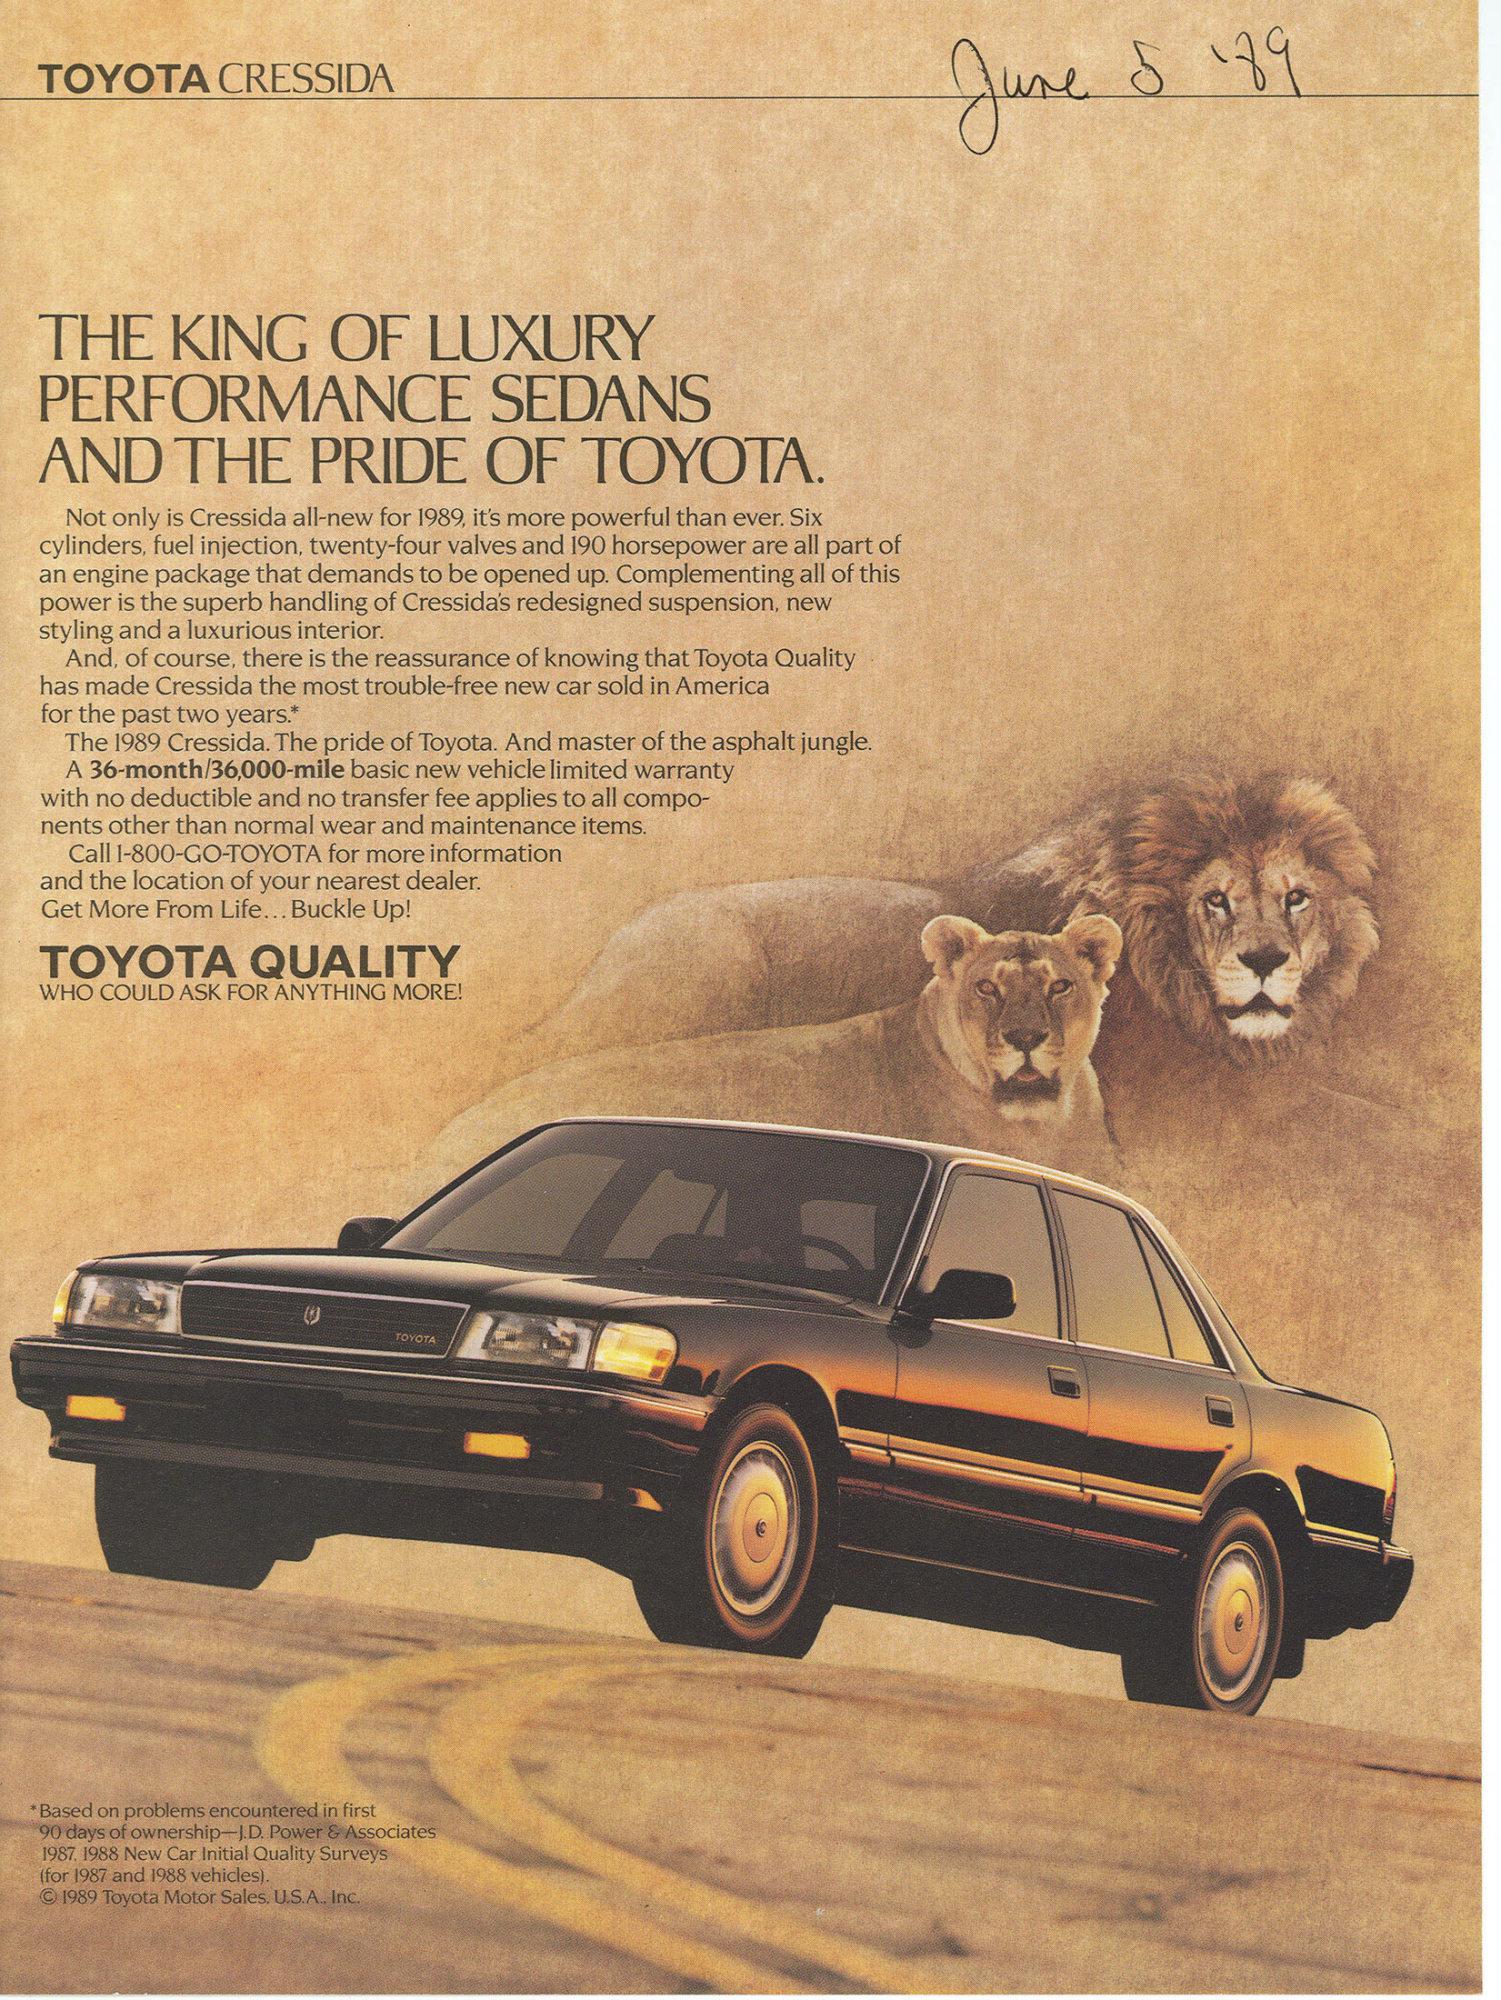 TOYOTA CRESSIDA
June 5 '89
THE KING OF LUXURY
PERFORMANCE SEDANS
AND THE PRIDE OF TOYOTA.
Not only is Cressida all-new for 1989, it's more powerful than ever. Six
cylinders, fuel injection, twenty-four valves and 190 horsepower are all part of
an engine package that demands to be opened up. Complementing all of this
power is the superb handling of Cressida's redesigned suspension, new
styling and a luxurious interior.
And, of course, there is the reassurance of knowing that Toyota Quality
has made Cressida the most trouble-free new car sold in America
for the past two years.*
The 1989 Cressida. The pride of Toyota. And master of the asphalt jungle.
A 36-month/36,000-mile basic new vehicle limited warranty
with no deductible and no transfer fee applies to all compo-
nents other than normal wear and maintenance items.
Call 1-800-GO-TOYOTA for more information
and the location of your nearest dealer.
Get More From Life...Buckle Up!
TOYOTA QUALITY
WHO COULD ASK FOR ANYTHING MORE!
TOYOTA
*Based on problems encountered in first
90 days of ownership—J.D. Power & Associates
1987, 1988 New Car Initial Quality Surveys
(for 1987 and 1988 vehicles).
© 1989 Toyota Motor Sales, U.S.A., Inc.